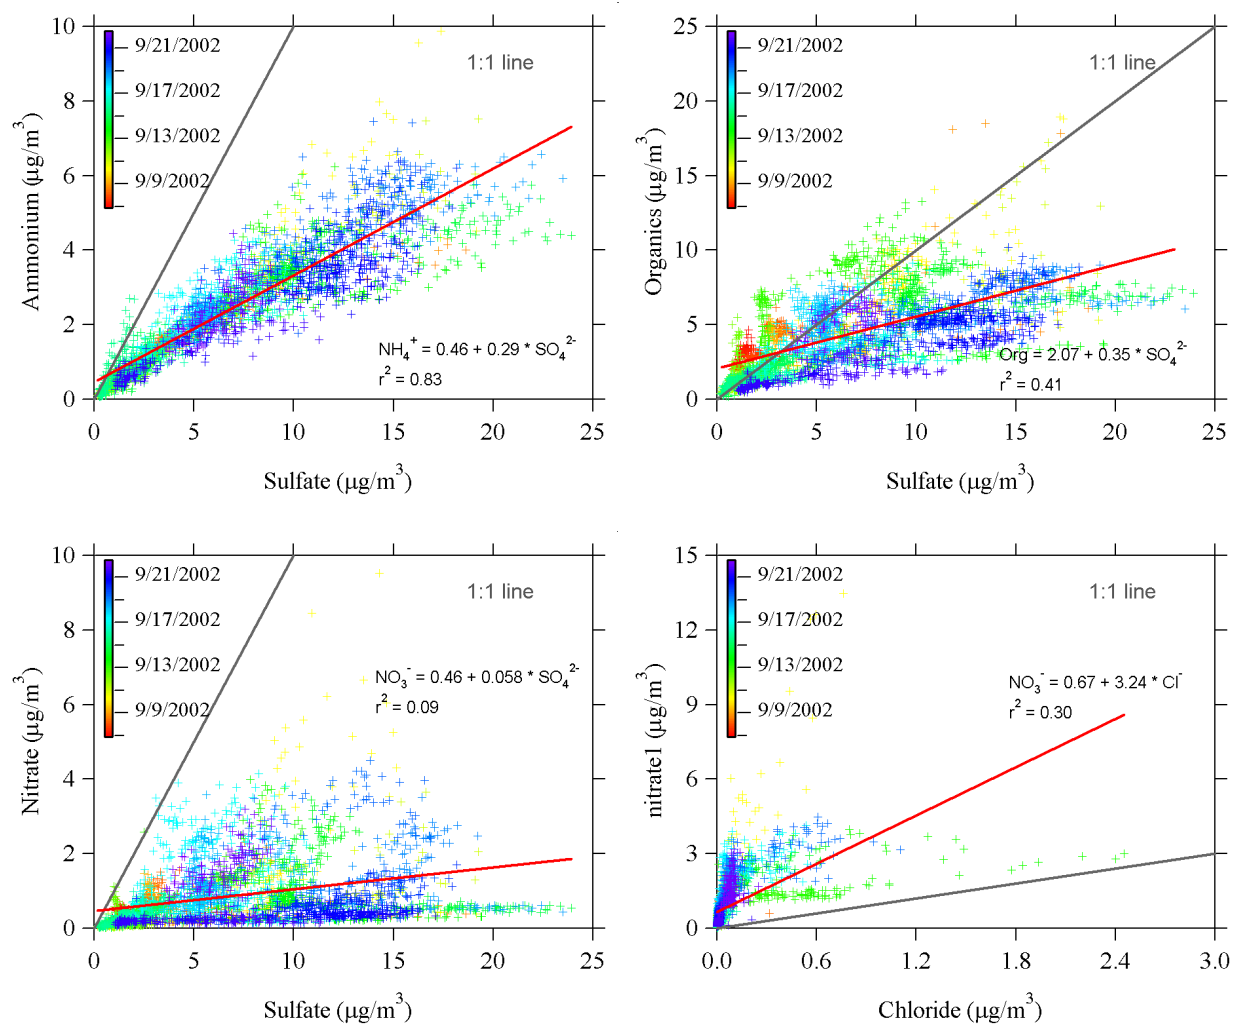 10
8
6
4
2
0
Ammonium (μg/m³)
9/21/2002
9/17/2002
9/13/2002
9/9/2002
1:1 line
NH₄⁺ = 0.46 + 0.29 * SO₄²⁻
r² = 0.83
0 5 10 15 20 25
Sulfate (μg/m³)
25
20
15
10
5
0
Organics (μg/m³)
9/21/2002
9/17/2002
9/13/2002
9/9/2002
1:1 line
Org = 2.07 + 0.35 * SO₄²⁻
r² = 0.41
0 5 10 15 20 25
Sulfate (μg/m³)
10
8
6
4
2
0
Nitrate (μg/m³)
9/21/2002
9/17/2002
9/13/2002
9/9/2002
1:1 line
NO₃⁻ = 0.46 + 0.058 * SO₄²⁻
r² = 0.09
0 5 10 15 20 25
Sulfate (μg/m³)
15
12
9
6
3
0
nitrate1 (μg/m³)
9/21/2002
9/17/2002
9/13/2002
9/9/2002
1:1 line
NO₃⁻ = 0.67 + 3.24 * Cl⁻
r² = 0.30
0.0 0.6 1.2 1.8 2.4 3.0
Chloride (μg/m³)